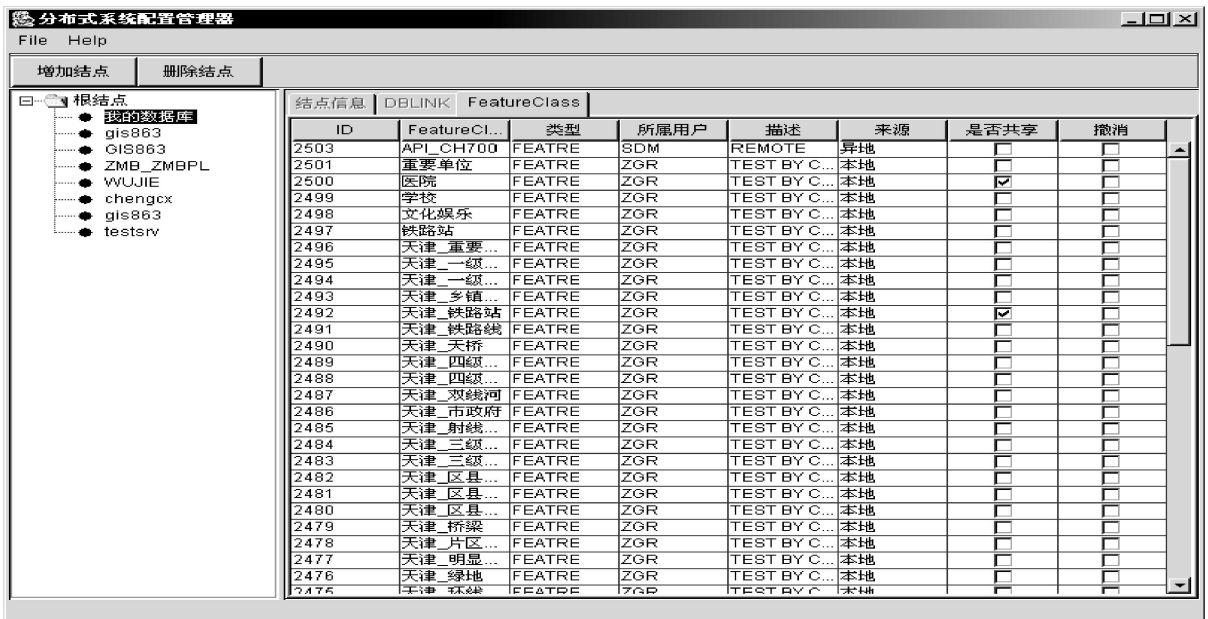 分布式系统配置管理器
File Help
增加结点 删除结点
根结点
我的数据库
gis863
GIS863
ZMB_ZMBPL
WUJIE
chengcx
gis863
testsrv
结点信息 DBLINK FeatureClass
ID FeatureCl... 类型 所属用户 描述 来源 是否共享 撤消
2503 API_CH700 FEATRE SDM REMOTE 异地
2501 重要单位 FEATRE ZGR TEST BY C... 本地
2500 医院 FEATRE ZGR TEST BY C... 本地
2499 学校 FEATRE ZGR TEST BY C... 本地
2498 文化娱乐 FEATRE ZGR TEST BY C... 本地
2497 铁路站 FEATRE ZGR TEST BY C... 本地
2496 天津_重要... FEATRE ZGR TEST BY C... 本地
2495 天津_一级... FEATRE ZGR TEST BY C... 本地
2494 天津_一级... FEATRE ZGR TEST BY C... 本地
2493 天津_乡镇... FEATRE ZGR TEST BY C... 本地
2492 天津_铁路站 FEATRE ZGR TEST BY C... 本地
2491 天津_铁路线 FEATRE ZGR TEST BY C... 本地
2490 天津_天桥 FEATRE ZGR TEST BY C... 本地
2489 天津_四级... FEATRE ZGR TEST BY C... 本地
2488 天津_四级... FEATRE ZGR TEST BY C... 本地
2487 天津_双线河 FEATRE ZGR TEST BY C... 本地
2486 天津_市政府 FEATRE ZGR TEST BY C... 本地
2485 天津_射线... FEATRE ZGR TEST BY C... 本地
2484 天津_三级... FEATRE ZGR TEST BY C... 本地
2483 天津_三级... FEATRE ZGR TEST BY C... 本地
2482 天津_区县... FEATRE ZGR TEST BY C... 本地
2481 天津_区县... FEATRE ZGR TEST BY C... 本地
2480 天津_区县... FEATRE ZGR TEST BY C... 本地
2479 天津_桥梁 FEATRE ZGR TEST BY C... 本地
2478 天津_片区... FEATRE ZGR TEST BY C... 本地
2477 天津_明显... FEATRE ZGR TEST BY C... 本地
2476 天津_绿地 FEATRE ZGR TEST BY C... 本地
2475 天津_环线 FEATRE ZGR TEST BY C... 本地